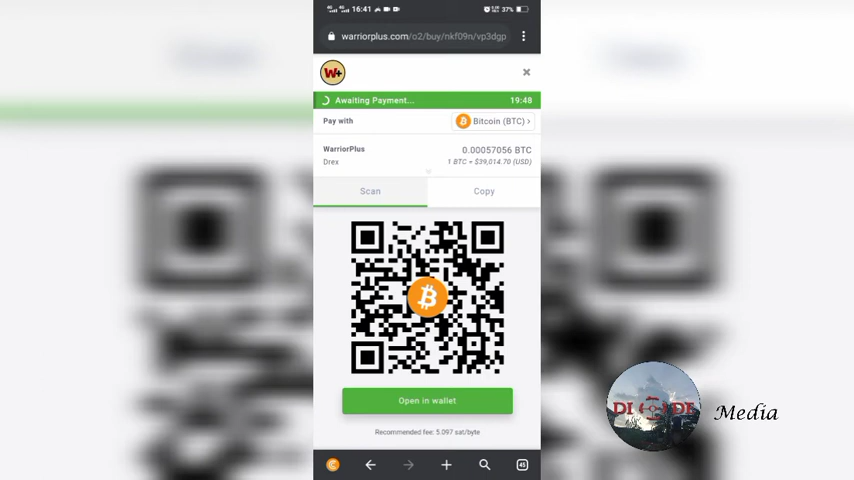 16:41 37%
warriorplus.com/o2/buy/nkf09n/vp3dgp
W+
Awaiting Payment... 19:48
Pay with Bitcoin (BTC) >
WarriorPlus 0.00057056 BTC
Drex 1 BTC = $39,014.70 (USD)
Scan Copy
Open in wallet
Recommended fee: 5.097 sat/byte
45
Media